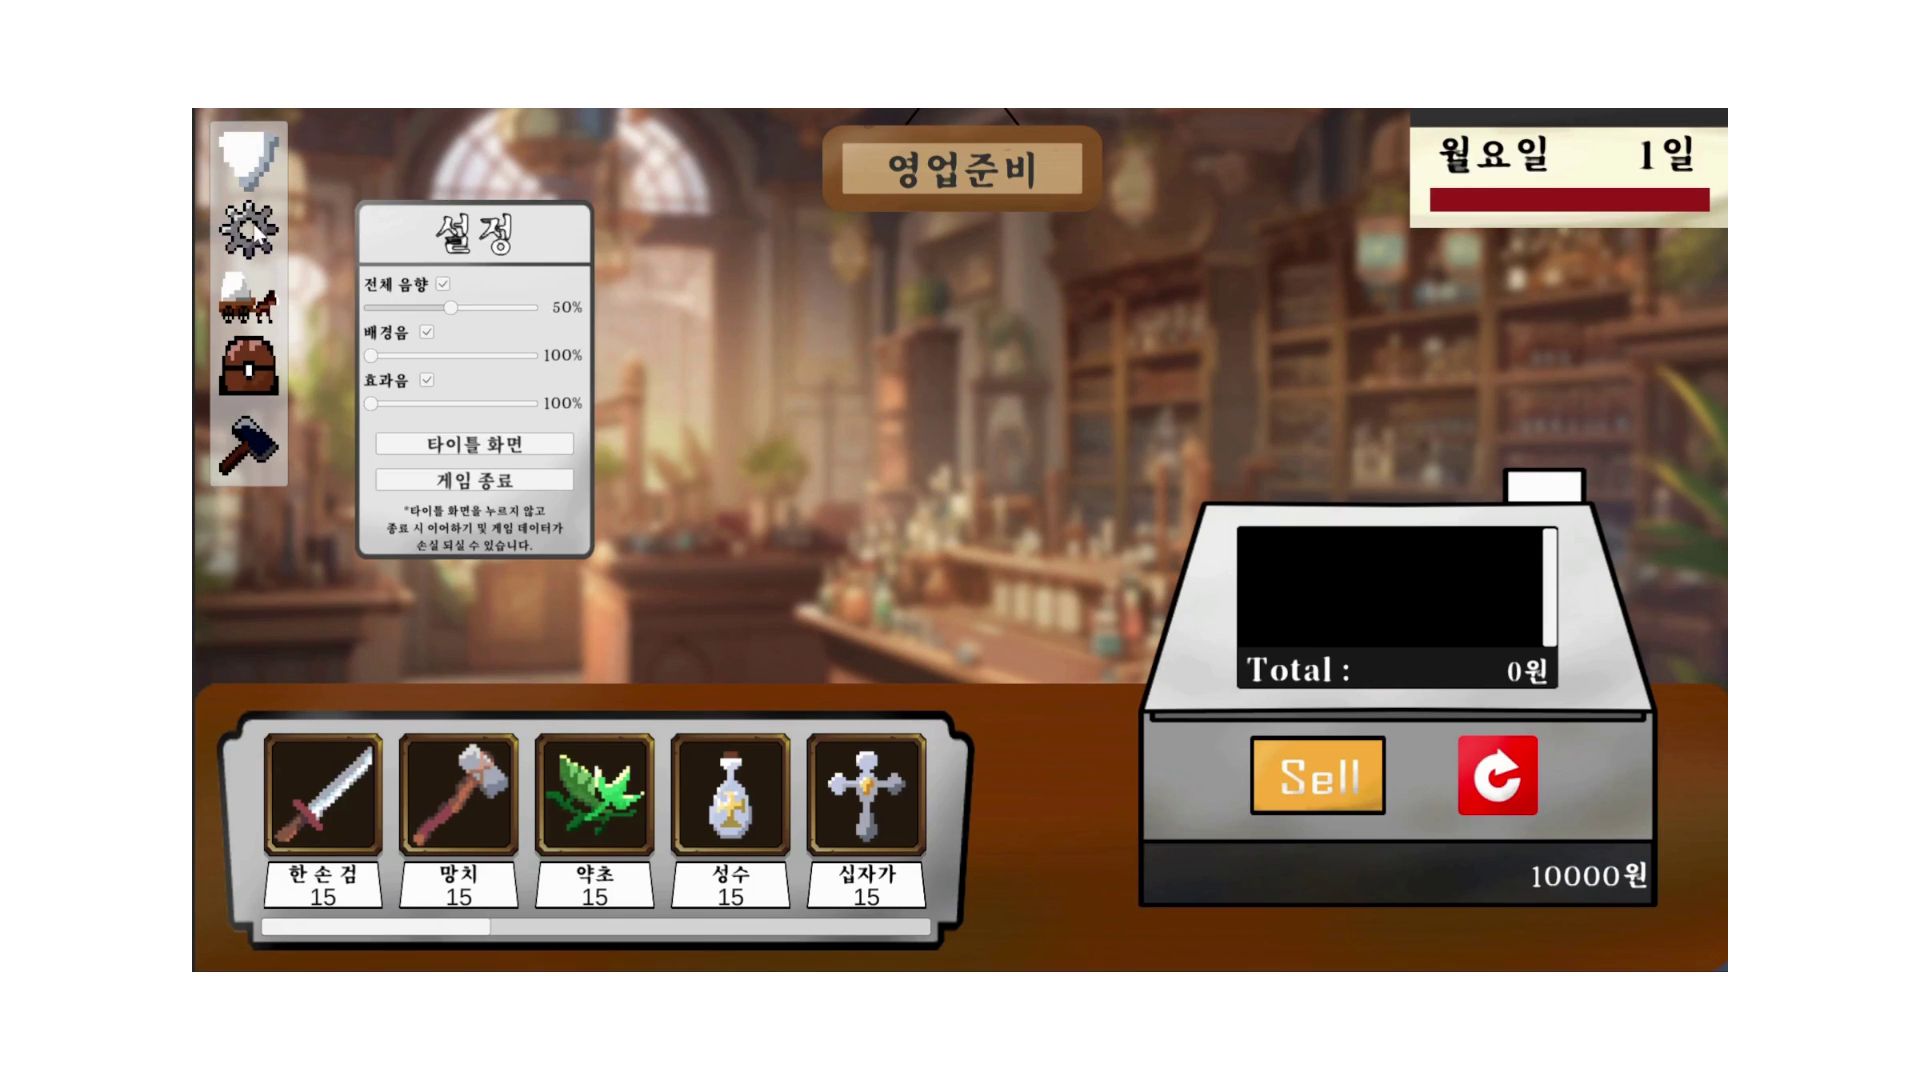 영업준비
월요일 1일
설정
전체 음향
50%
배경음
100%
효과음
100%
타이틀 화면
게임 종료
*타이틀 화면을 누르지 않고
종료 시 이어하기 및 게임 데이터가
손실 되실 수 있습니다.
Total : 0원
Sell
10000원
한손검 망치 약초 성수 십자가
15 15 15 15 15